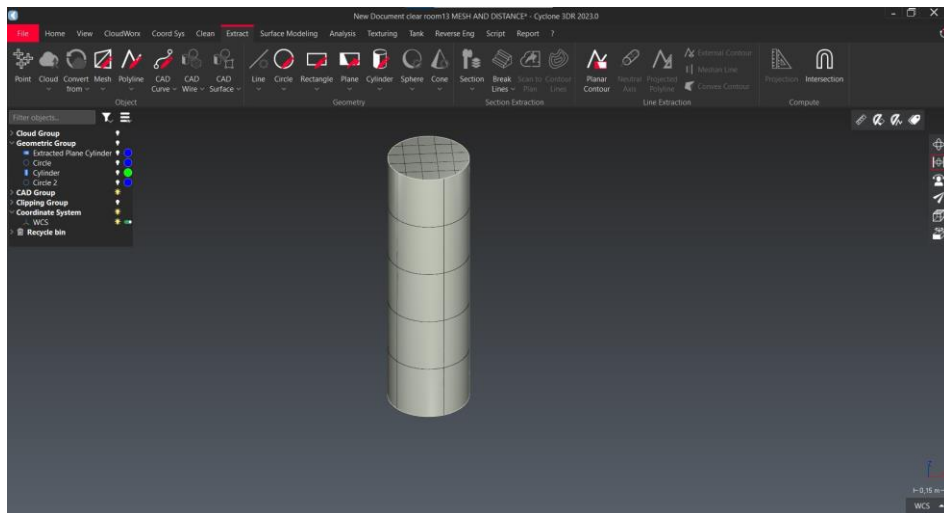 New Document clear room13 MESH AND DISTANCE* - Cyclone 3DR 2023.0
File Home View CloudWorx Coord Sys Clean Extract Surface Modeling Analysis Texturing Tank Reverse Eng Script Report ?
Point Cloud Convert from Mesh Polyline CAD Curve CAD Wire CAD Surface Line Circle Rectangle Plane Cylinder Sphere Cone Section Break Lines Scan to Plan Contour Lines Planar Contour Neutral Axis Projected Polyline External Contour Median Line Convex Contour Projection Intersection
Object Geometry Section Extraction Line Extraction Compute
Filter objects...
Cloud Group
Geometric Group
Extracted Plane Cylinder
Circle
Cylinder
Circle 2
CAD Group
Clipping Group
Coordinate System
WCS
Recycle bin
0,15 m
WCS